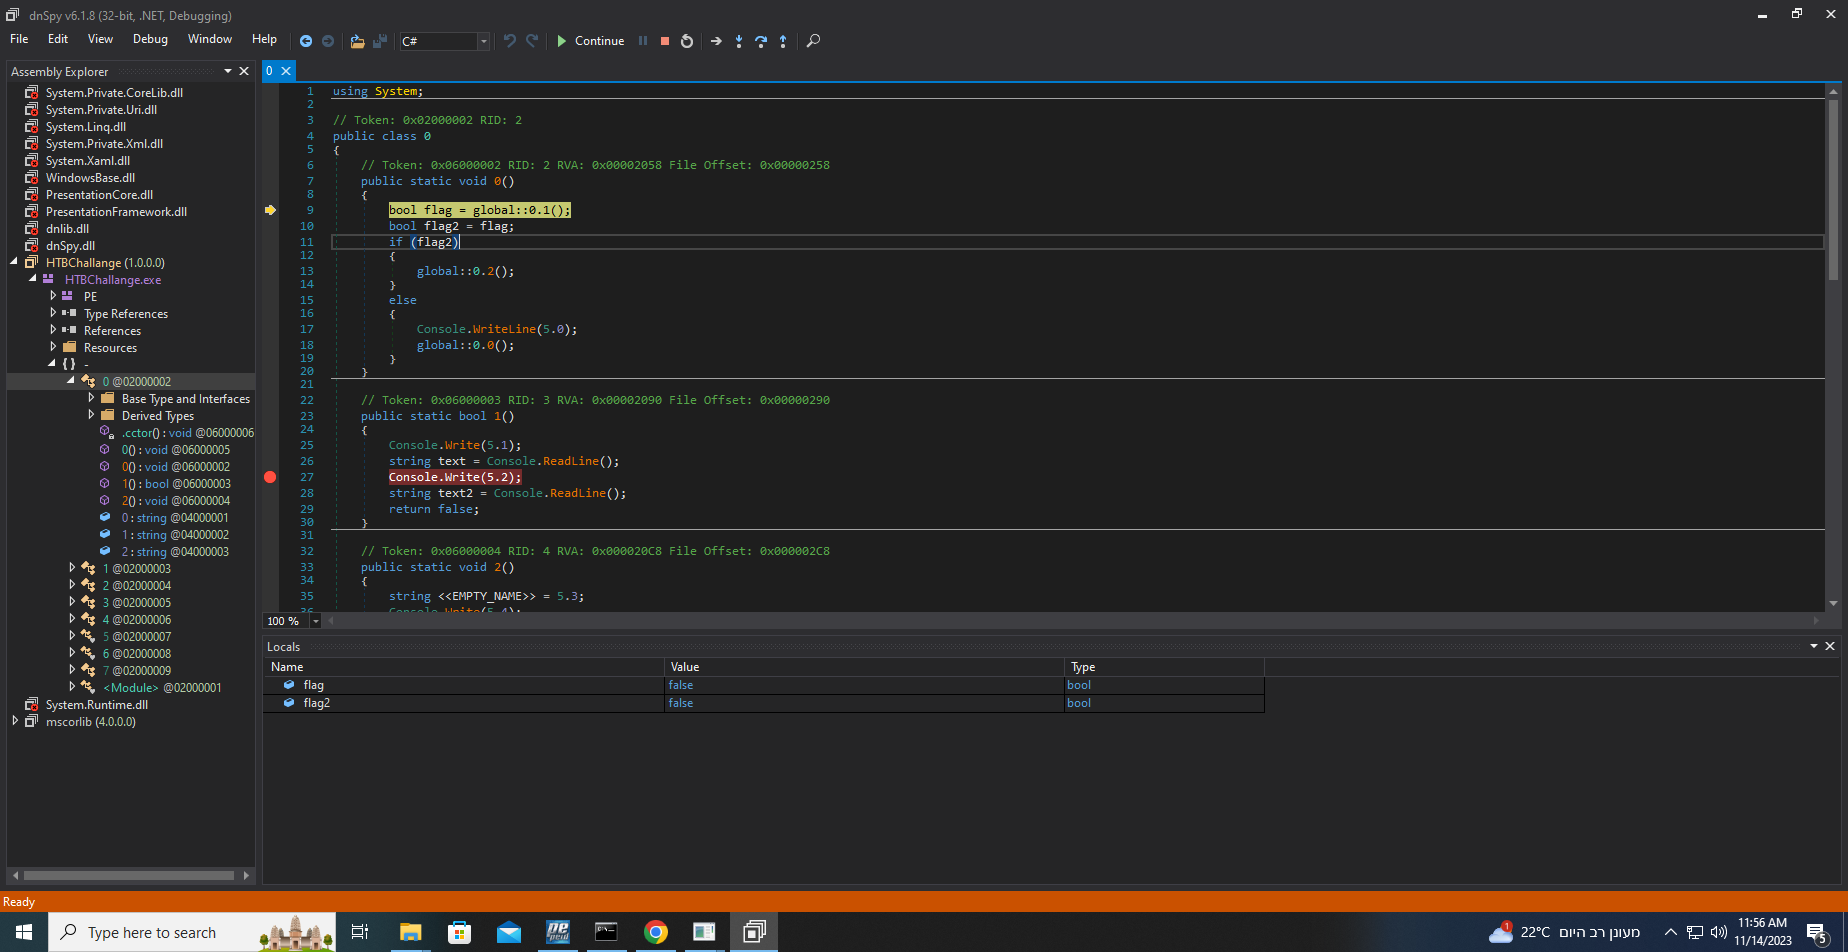 dnSpy v6.1.8 (32-bit, .NET, Debugging)
File Edit View Debug Window Help C# Continue
Assembly Explorer
System.Private.CoreLib.dll
System.Private.Uri.dll
System.Linq.dll
System.Private.Xml.dll
System.Xaml.dll
WindowsBase.dll
PresentationCore.dll
PresentationFramework.dll
dnlib.dll
dnSpy.dll
HTBChallange (1.0.0.0)
HTBChallange.exe
PE
Type References
References
Resources
{ } -
0 @02000002
Base Type and Interfaces
Derived Types
.cctor() : void @06000006
0() : void @06000005
0() : void @06000002
1() : bool @06000003
2() : void @06000004
0 : string @04000001
1 : string @04000002
2 : string @04000003
1 @02000003
2 @02000004
3 @02000005
4 @02000006
5 @02000007
6 @02000008
7 @02000009
<Module> @02000001
System.Runtime.dll
mscorlib (4.0.0.0)
0
1 using System;
2
3 // Token: 0x02000002 RID: 2
4 public class 0
5 {
6 // Token: 0x06000002 RID: 2 RVA: 0x00002058 File Offset: 0x00000258
7 public static void 0()
8 {
9 bool flag = global::0.1();
10 bool flag2 = flag;
11 if (flag2)
12 {
13 global::0.2();
14 }
15 else
16 {
17 Console.WriteLine(5.0);
18 global::0.0();
19 }
20 }
21
22 // Token: 0x06000003 RID: 3 RVA: 0x00002090 File Offset: 0x00000290
23 public static bool 1()
24 {
25 Console.Write(5.1);
26 string text = Console.ReadLine();
27 Console.Write(5.2);
28 string text2 = Console.ReadLine();
29 return false;
30 }
31
32 // Token: 0x06000004 RID: 4 RVA: 0x000020C8 File Offset: 0x000002C8
33 public static void 2()
34 {
35 string <<EMPTY_NAME>> = 5.3;
36 Console.Write(5.4);
100 %
Locals
Name Value Type
flag false bool
flag2 false bool
Ready
Type here to search
1
22°C מעונן רב היום
11:56 AM
11/14/2023
5